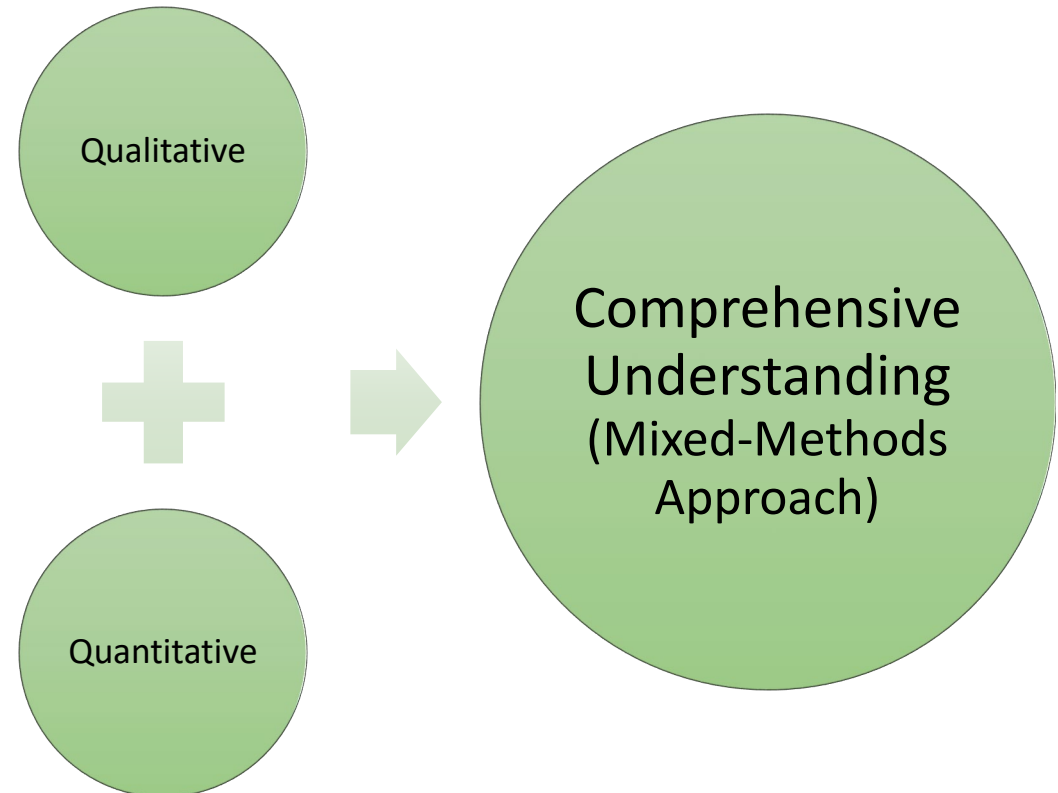 Qualitative
Quantitative
Comprehensive
Understanding
(Mixed-Methods
Approach)